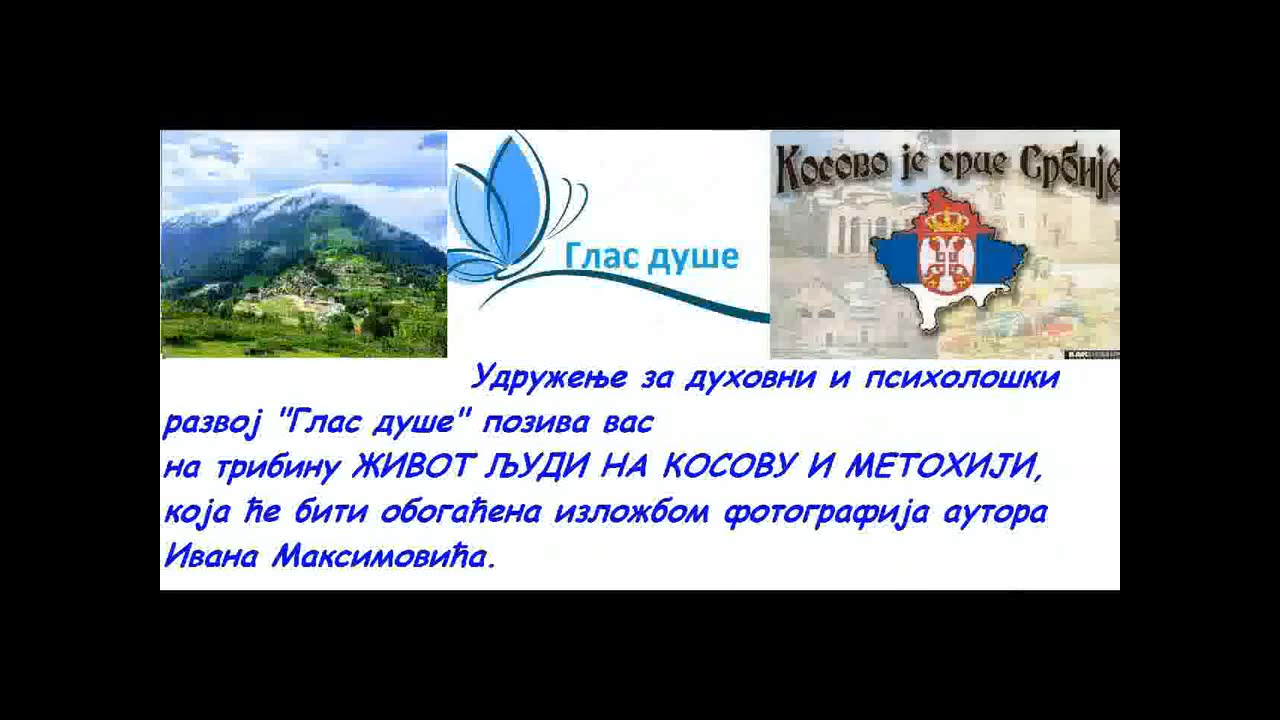 Косово је срце Србије
Глас душе
Удружење за духовни и психолошки
развој "Глас душе" позива вас
на трибину ЖИВОТ ЉУДИ НА КОСОВУ И МЕТОХИЈИ,
која ће бити обогаћена изложбом фотографија аутора
Ивана Максимовића.